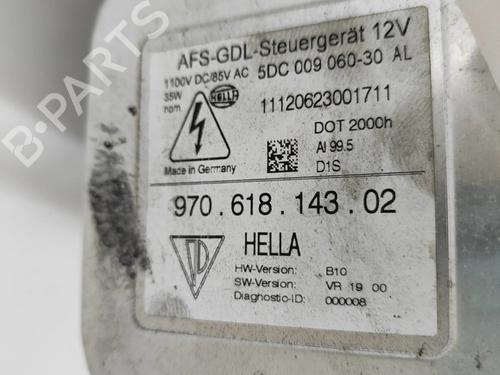 AFS-GDL-Steuergerät 12V
1100V DC/85V AC 5DC 009 060-30 AL
35W
nom
HELLA
11120623001711
DOT 2000h
Al 99.5
D1S
Made in Germany
970.618.143.02
HELLA
HW-Version: B10
SW-Version: VR 19 00
Diagnostic-ID: 000008
B-PARTS